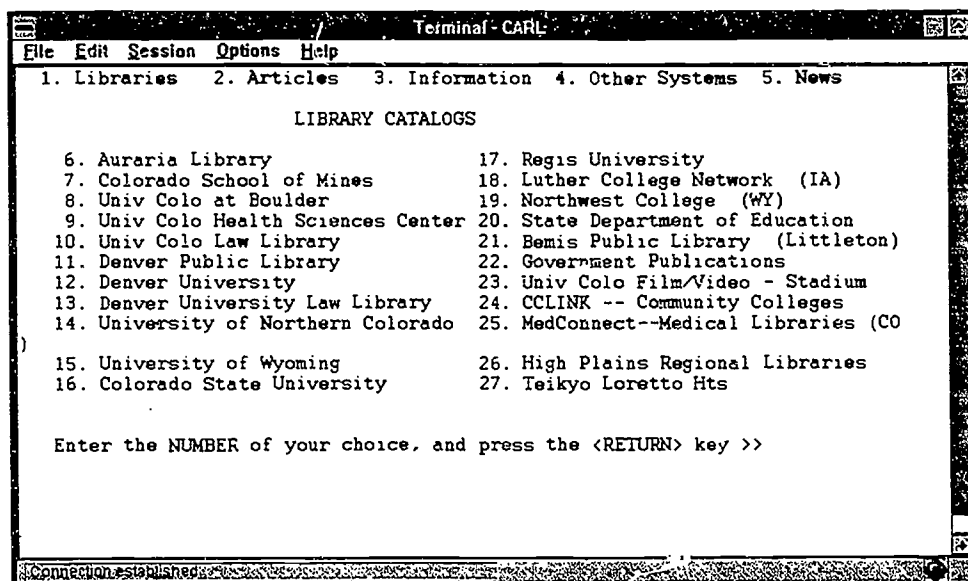 Terminal - CARL
File Edit Session Options Help
1. Libraries 2. Articles 3. Information 4. Other Systems 5. News
LIBRARY CATALOGS
6. Auraria Library 17. Regis University
7. Colorado School of Mines 18. Luther College Network (IA)
8. Univ Colo at Boulder 19. Northwest College (WY)
9. Univ Colo Health Sciences Center 20. State Department of Education
10. Univ Colo Law Library 21. Bemis Public Library (Littleton)
11. Denver Public Library 22. Government Publications
12. Denver University 23. Univ Colo Film/Video - Stadium
13. Denver University Law Library 24. CCLINK -- Community Colleges
14. University of Northern Colorado 25. MedConnect--Medical Libraries (CO
)
15. University of Wyoming 26. High Plains Regional Libraries
16. Colorado State University 27. Teikyo Loretto Hts
Enter the NUMBER of your choice, and press the <RETURN> key >>
Connection established